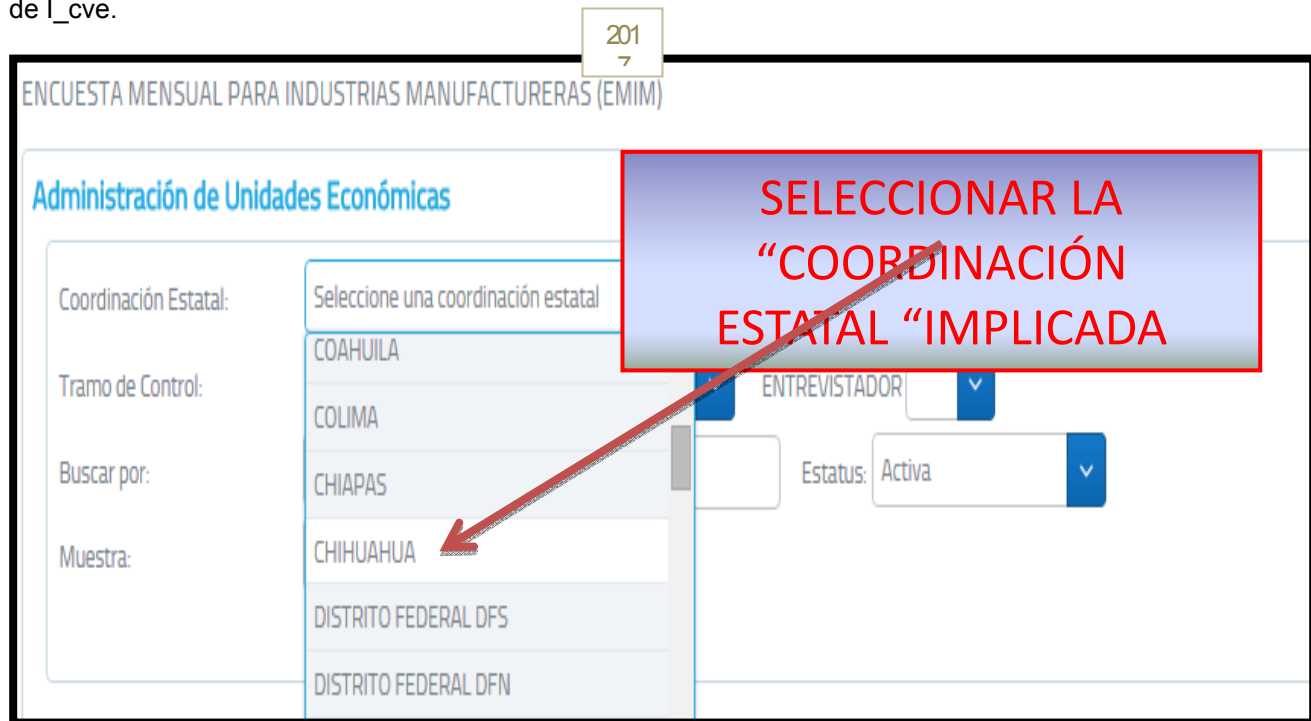 de I_cve.
201
7
ENCUESTA MENSUAL PARA INDUSTRIAS MANUFACTURERAS (EMIM)
Administración de Unidades Económicas
SELECCIONAR LA
“COORDINACIÓN
ESTATAL “IMPLICADA
Coordinación Estatal:
Seleccione una coordinación estatal
COAHUILA
Tramo de Control:
ENTREVISTADOR
COLIMA
Buscar por:
CHIAPAS
Estatus: Activa
Muestra:
CHIHUAHUA
DISTRITO FEDERAL DFS
DISTRITO FEDERAL DFN